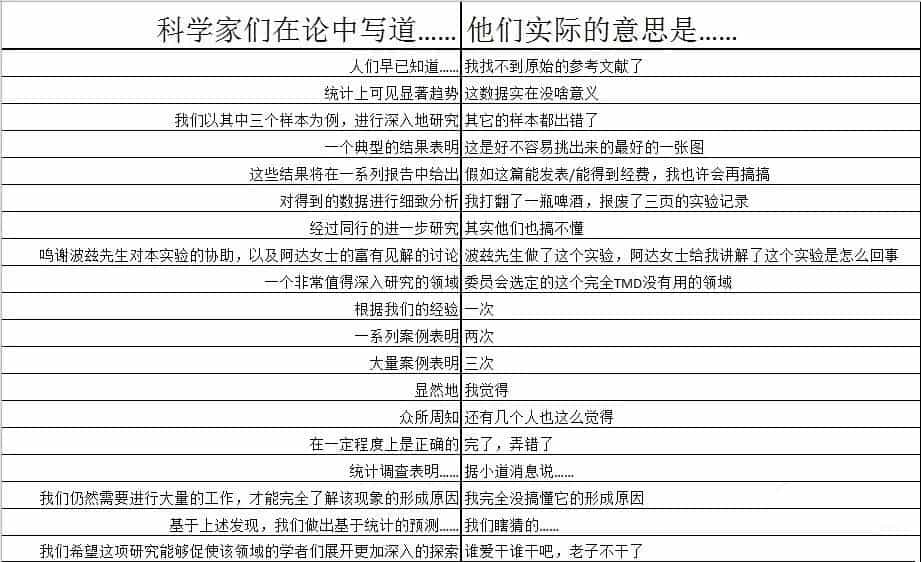 科学家们在论中写道…… 他们实际的意思是……
人们早已知道…… 我找不到原始的参考文献了
统计上可见显著趋势 这数据实在没啥意义
我们以其中三个样本为例，进行深入地研究 其它的样本都出错了
一个典型的结果表明 这是好不容易挑出来的最好的一张图
这些结果将在一系列报告中给出 假如这篇能发表/能得到经费，我也许会再搞搞
对得到的数据进行细致分析 我打翻了一瓶啤酒，报废了三页的实验记录
经过同行的进一步研究 其实他们也搞不懂
鸣谢波兹先生对本实验的协助，以及阿达女士的富有见解的讨论 波兹先生做了这个实验，阿达女士给我讲解了这个实验是怎么回事
一个非常值得深入研究的领域 委员会选定的这个完全TMD没有用的领域
根据我们的经验 一次
一系列案例表明 两次
大量案例表明 三次
显然地 我觉得
众所周知 还有几个人也这么觉得
在一定程度上是正确的 完了，弄错了
统计调查表明…… 据小道消息说……
我们仍然需要进行大量的工作，才能完全了解该现象的形成原因 我完全没搞懂它的形成原因
基于上述发现，我们做出基于统计的预测…… 我们瞎猜的……
我们希望这项研究能够促使该领域的学者们展开更加深入的探索 谁爱干谁干吧，老子不干了